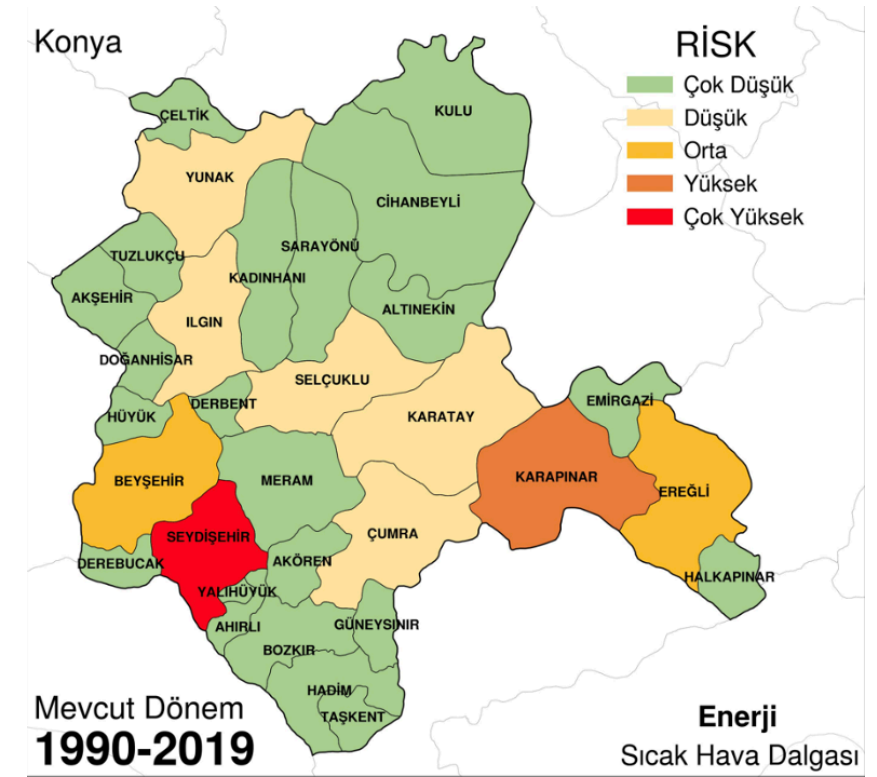 Konya
RİSK
Çok Düşük
Düşük
Orta
Yüksek
Çok Yüksek
KULU
ÇELTİK
YUNAK
CİHANBEYLİ
SARAYÖNÜ
TUZLUKÇU
KADINHANI
AKŞEHİR
ALTINEKİN
ILGIN
DOĞANHİSAR
SELÇUKLU
EMİRGAZİ
DERBENT
HÜYÜK
KARATAY
KARAPINAR
BEYŞEHİR
MERAM
EREĞLİ
SEYDİŞEHİR
ÇUMRA
DEREBUCAK
AKÖREN
HALKAPINAR
YALIHÜYÜK
AHIRLI
GÜNEYSINIR
BOZKIR
HADİM
TAŞKENT
Mevcut Dönem
1990-2019
Enerji
Sıcak Hava Dalgası